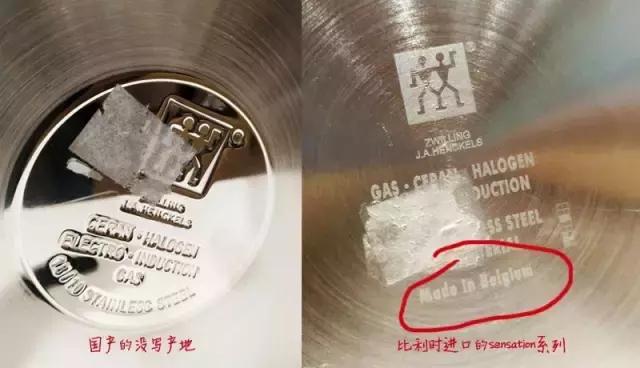 ZWILLING
J.A.HENCKELS
CERAN · HALOGEN
ELECTRO · INDUCTION
GAS
18/10 STAINLESS STEEL
国产的没写产地
®
ZWILLING
J.A.HENCKELS
GAS · CERAN · HALOGEN
INDUCTION
STEEL
Made in Belgium
比利时进口的sensation系列